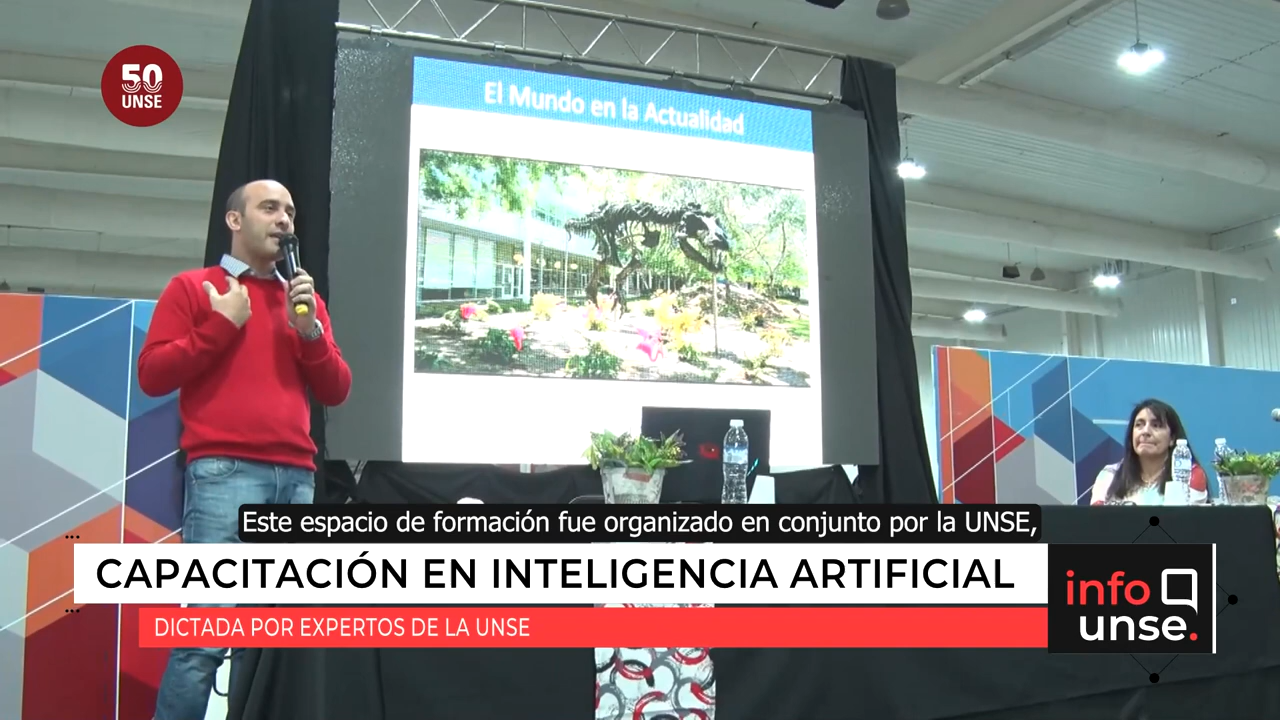 50
UNSE
El Mundo en la Actualidad
Este espacio de formación fue organizado en conjunto por la UNSE,
CAPACITACIÓN EN INTELIGENCIA ARTIFICIAL
DICTADA POR EXPERTOS DE LA UNSE
info
unse.